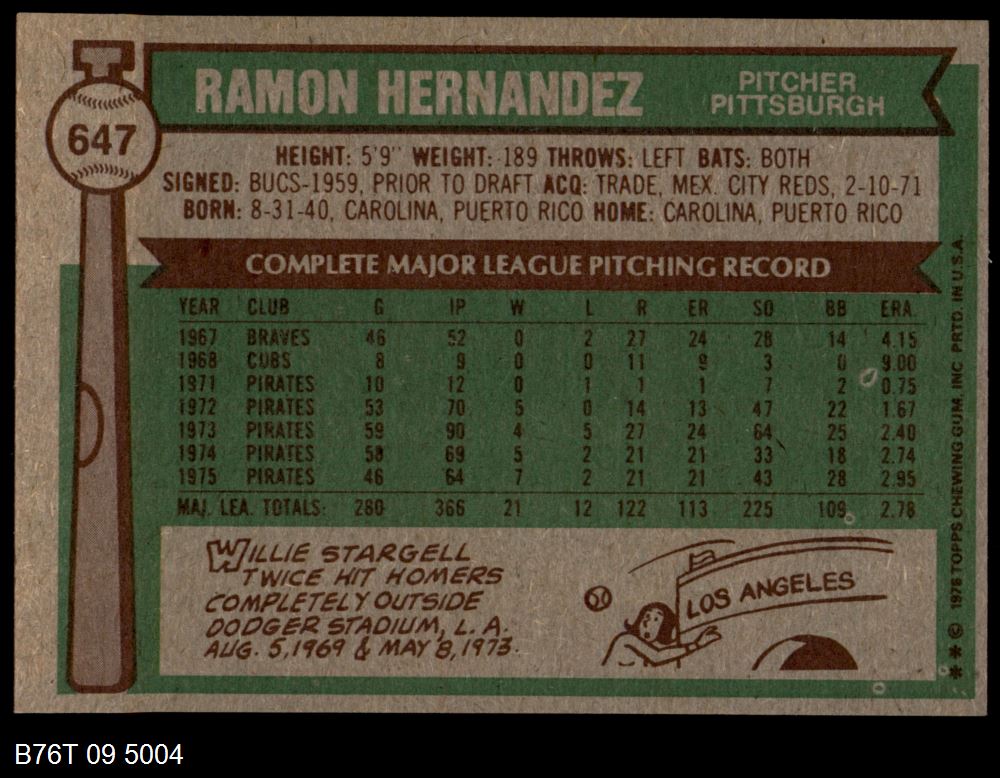 RAMON HERNANDEZ
PITCHER
PITTSBURGH
647
HEIGHT: 5'9" WEIGHT: 189 THROWS: LEFT BATS: BOTH
SIGNED: BUCS-1959, PRIOR TO DRAFT ACQ: TRADE, MEX. CITY REDS, 2-10-71
BORN: 8-31-40, CAROLINA, PUERTO RICO HOME: CAROLINA, PUERTO RICO
COMPLETE MAJOR LEAGUE PITCHING RECORD
YEAR CLUB G IP W L R ER SO BB ERA
1967 BRAVES 46 52 0 2 27 24 28 14 4.15
1968 CUBS 8 9 0 0 11 9 3 0 9.00
1971 PIRATES 10 12 0 1 1 1 7 2 0.75
1972 PIRATES 53 70 5 0 14 13 47 22 1.67
1973 PIRATES 59 90 4 5 27 24 64 25 2.40
1974 PIRATES 58 69 5 2 21 21 33 18 2.74
1975 PIRATES 46 64 7 2 21 21 43 28 2.95
MAJ. LEA. TOTALS: 280 366 21 12 122 113 225 109 2.78
WILLIE STARGELL
TWICE HIT HOMERS
COMPLETELY OUTSIDE
DODGER STADIUM, L.A.
AUG. 5, 1969 & MAY 8, 1973.
LOS ANGELES
** © 1976 TOPPS CHEWING GUM, INC PRTD. IN U.S.A.
B76T 09 5004